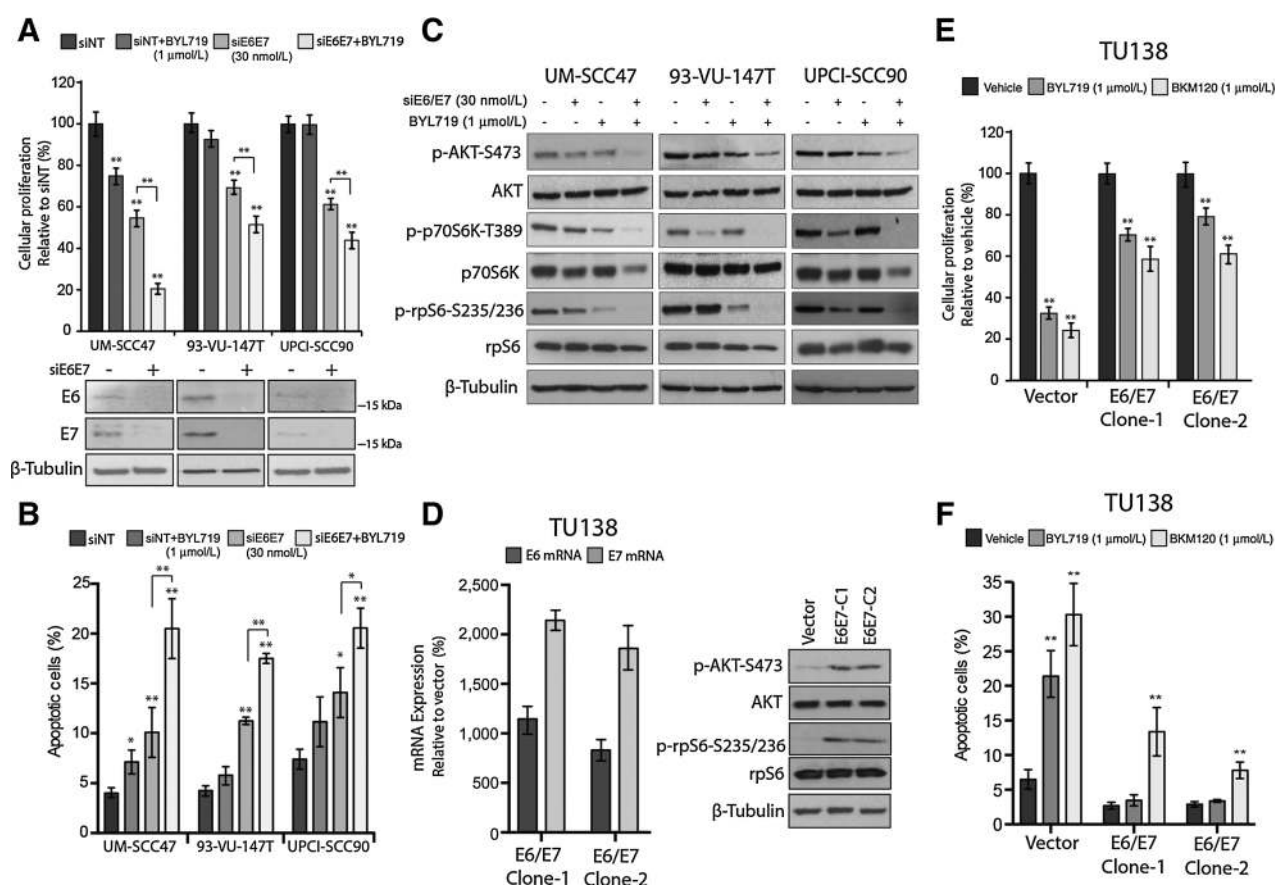 A
siNT siNT+BYL719 (1 μmol/L) siE6E7 (30 nmol/L) siE6E7+BYL719
Cellular proliferation
Relative to siNT (%)
120
100
80
60
40
20
0
** ** ** ** ** ** ** ** ** **
UM-SCC47 93-VU-147T UPCI-SCC90
siE6E7 - + - + - +
E6
15 kDa
E7
15 kDa
β-Tubulin
B
siNT siNT+BYL719 (1 μmol/L) siE6E7 (30 nmol/L) siE6E7+BYL719
Apoptotic cells (%)
25
20
15
10
5
0
* ** ** ** ** ** ** * ** *
UM-SCC47 93-VU-147T UPCI-SCC90
C
UM-SCC47 93-VU-147T UPCI-SCC90
siE6/E7 (30 nmol/L) - + - + - + - + - + - +
BYL719 (1 μmol/L) - - + + - - + + - - + +
p-AKT-S473
AKT
p-p70S6K-T389
p70S6K
p-rpS6-S235/236
rpS6
β-Tubulin
D
TU138
E6 mRNA E7 mRNA
mRNA Expression
Relative to vector (%)
2,500
2,000
1,500
1,000
500
0
E6/E7 E6/E7
Clone-1 Clone-2
Vector
E6E7-C1
E6E7-C2
p-AKT-S473
AKT
p-rpS6-S235/236
rpS6
β-Tubulin
E
TU138
Vehicle BYL719 (1 μmol/L) BKM120 (1 μmol/L)
Cellular proliferation
Relative to vehicle (%)
120
100
80
60
40
20
0
** ** ** ** ** **
Vector E6/E7 E6/E7
Clone-1 Clone-2
F
TU138
Vehicle BYL719 (1 μmol/L) BKM120 (1 μmol/L)
Apoptotic cells (%)
35
30
25
20
15
10
5
0
** ** ** **
Vector E6/E7 E6/E7
Clone-1 Clone-2